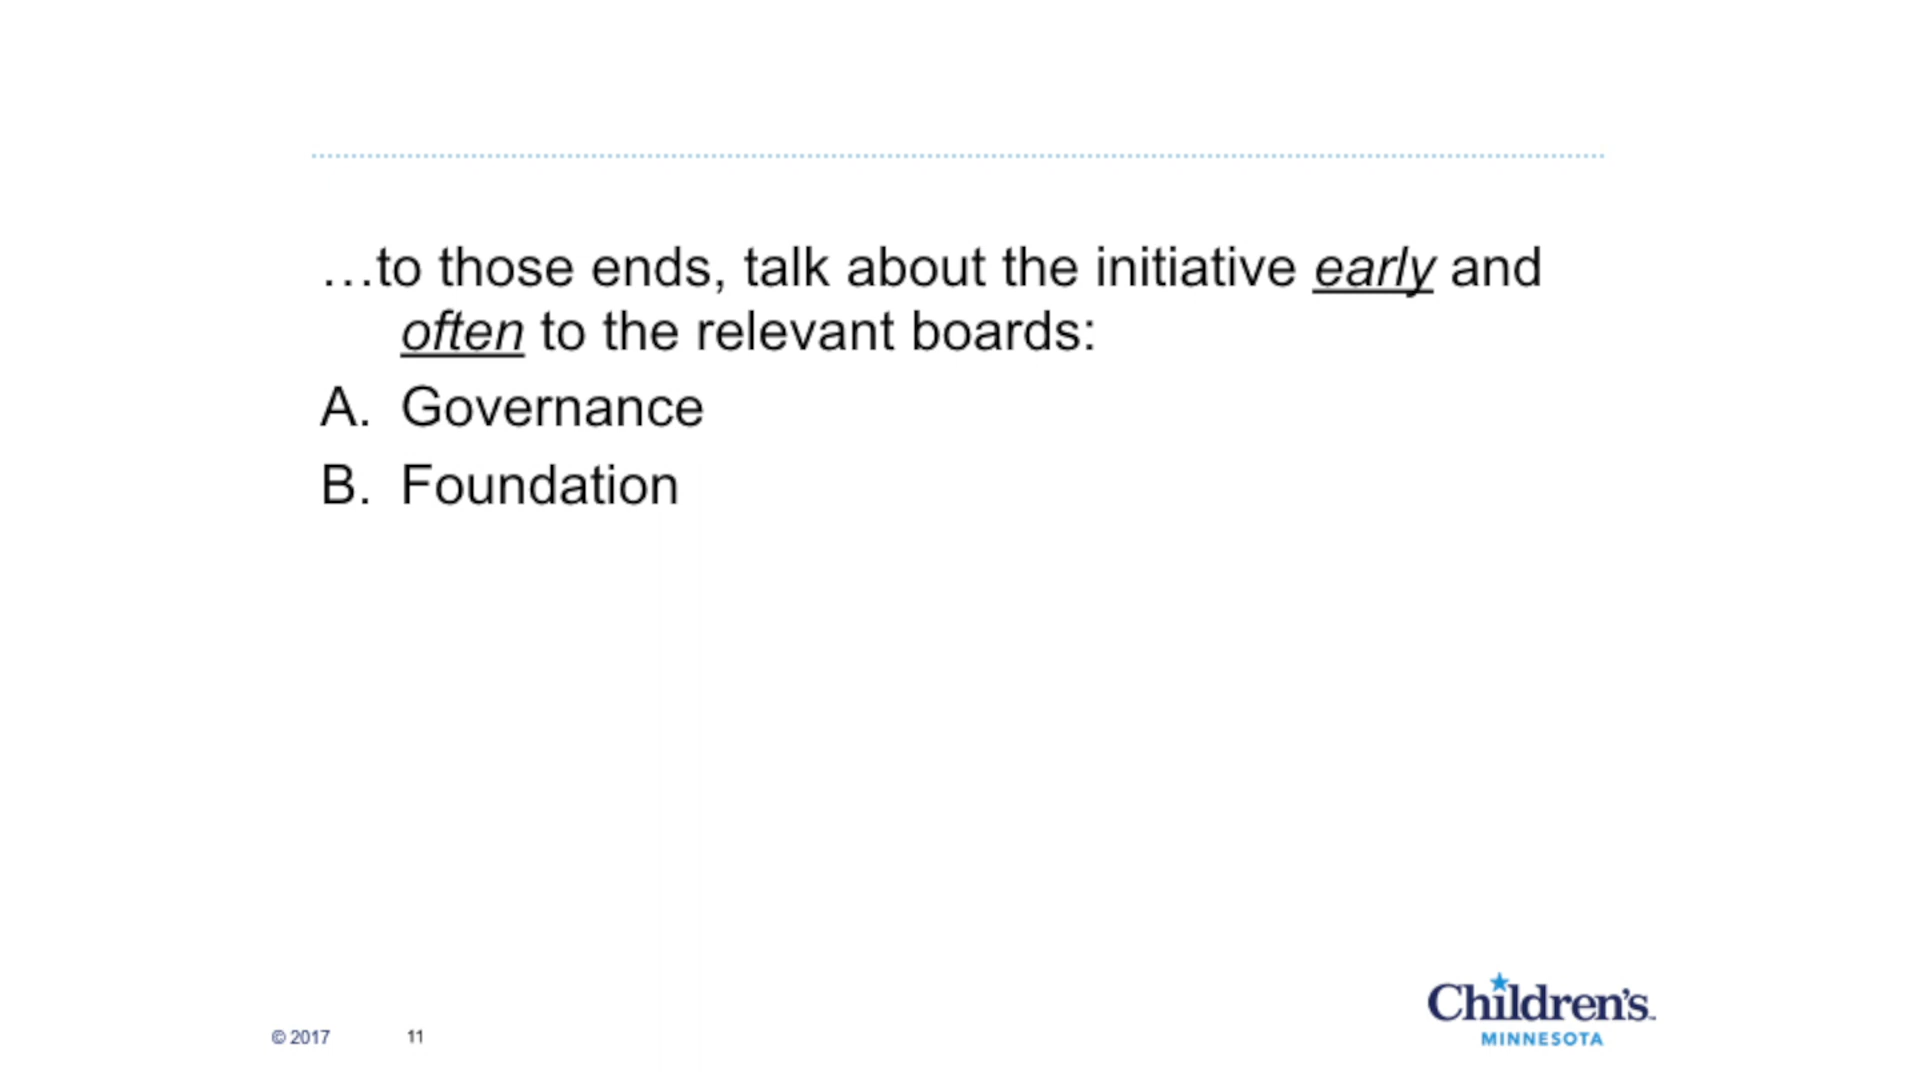 …to those ends, talk about the initiative early and
often to the relevant boards:
A. Governance
B. Foundation
© 2017 11
Children's
MINNESOTA